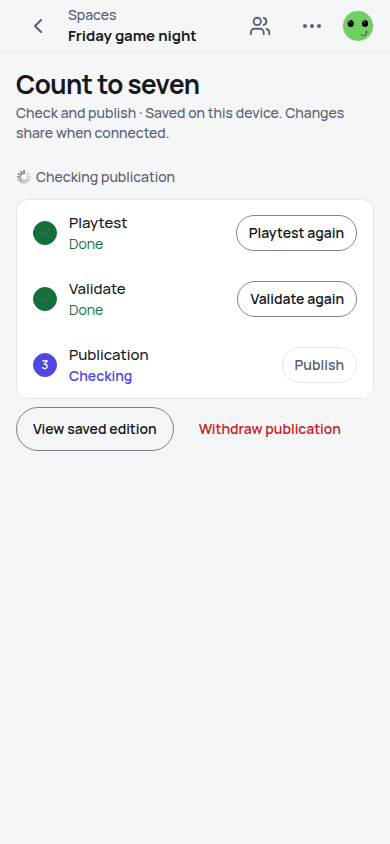 Spaces
Friday game night
Count to seven
Check and publish · Saved on this device. Changes
share when connected.
Checking publication
Playtest
Done
Playtest again
Validate
Done
Validate again
3
Publication
Checking
Publish
View saved edition
Withdraw publication